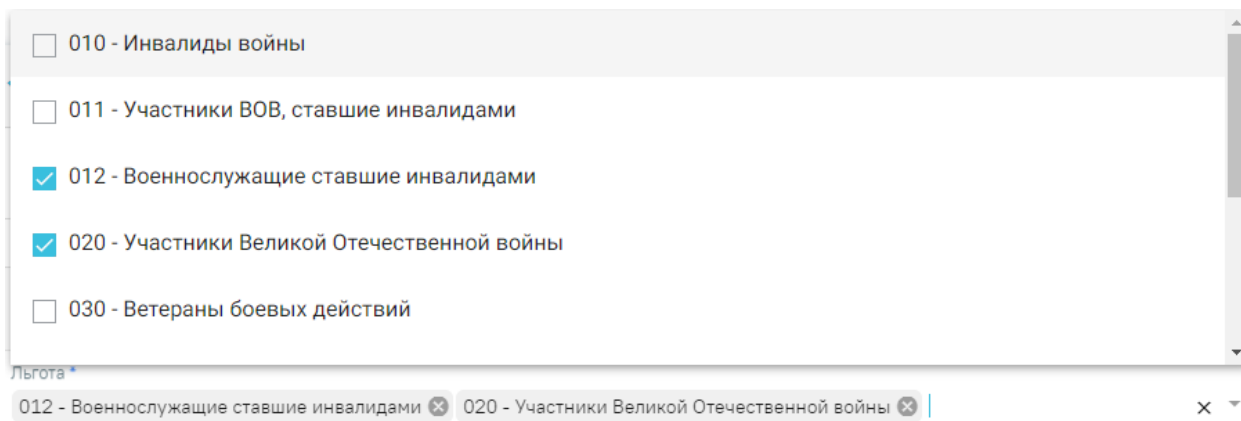 010 - Инвалиды войны
011 - Участники ВОВ, ставшие инвалидами
012 - Военнослужащие ставшие инвалидами
020 - Участники Великой Отечественной войны
030 - Ветераны боевых действий
Льгота *
012 - Военнослужащие ставшие инвалидами 020 - Участники Великой Отечественной войны